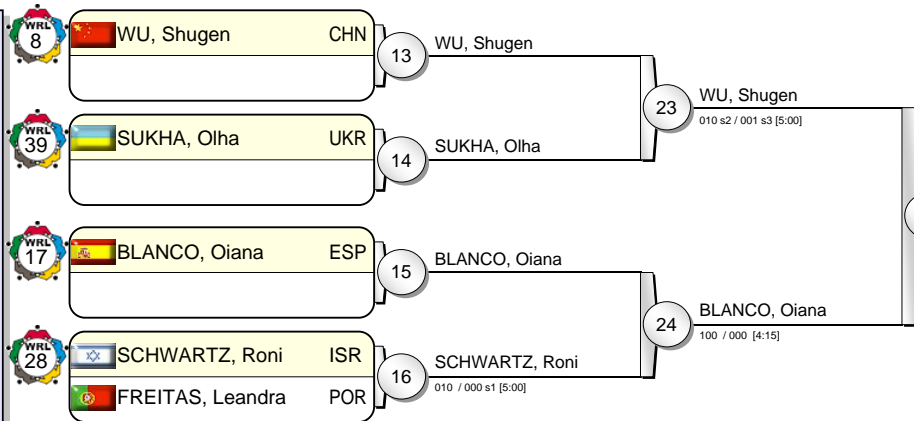 WRL 8 WU, Shugen CHN
13 WU, Shugen
WRL 39 SUKHA, Olha UKR
14 SUKHA, Olha
23 WU, Shugen
010 s2 / 001 s3 [5:00]
WRL 17 BLANCO, Oiana ESP
15 BLANCO, Oiana
WRL 28 SCHWARTZ, Roni ISR
FREITAS, Leandra POR
16 SCHWARTZ, Roni
010 / 000 s1 [5:00]
24 BLANCO, Oiana
100 / 000 [4:15]